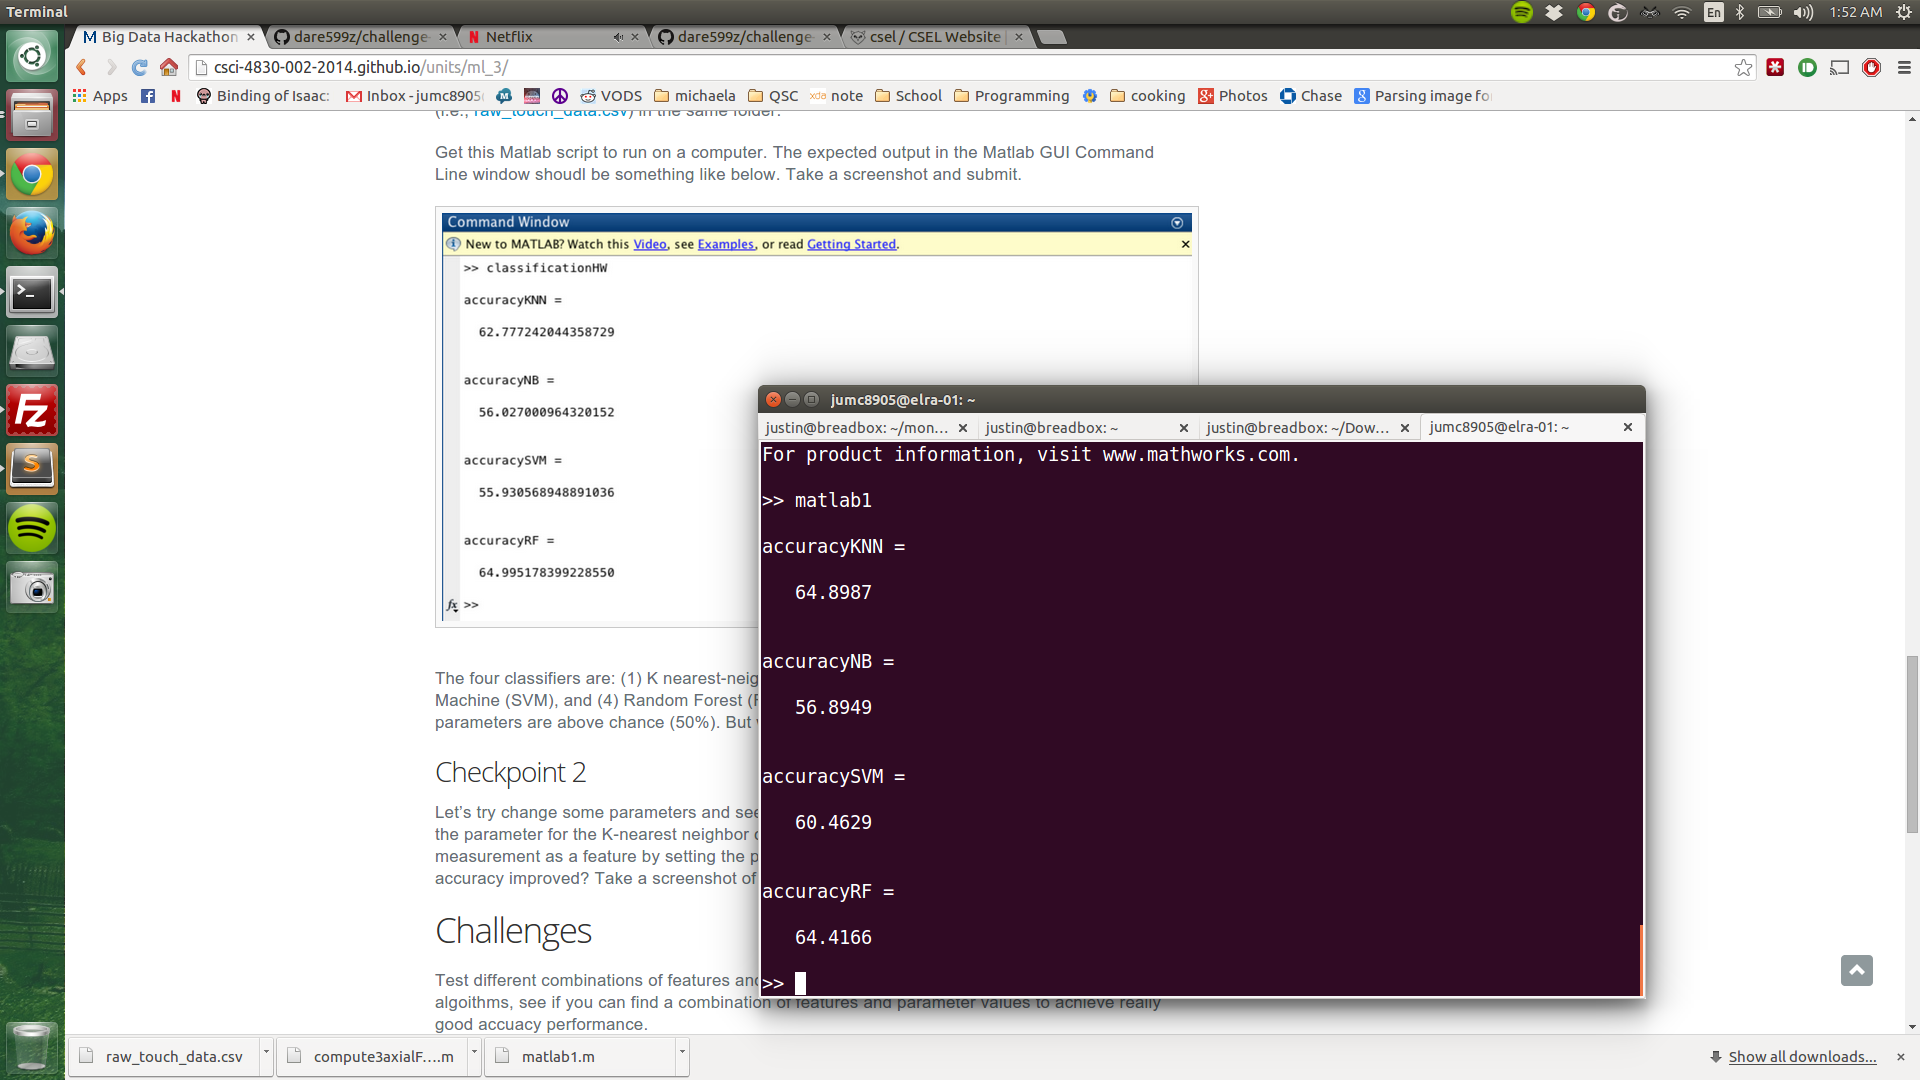 Terminal
En
1:52 AM
Big Data Hackathon
dare599z/challenge
Netflix
dare599z/challenge
csel / CSEL Website
csci-4830-002-2014.github.io/units/ml_3/
Apps
Binding of Isaac:
Inbox - jumc8905
VODS
michaela
QSC
xda note
School
Programming
cooking
Photos
Chase
Parsing image fo
(i.e., raw_touch_data.csv) in the same folder.
Get this Matlab script to run on a computer. The expected output in the Matlab GUI Command
Line window shoudl be something like below. Take a screenshot and submit.
Command Window
New to MATLAB? Watch this Video, see Examples, or read Getting Started.
>> classificationHW
accuracyKNN =
62.777242044358729
accuracyNB =
56.027000964320152
accuracySVM =
55.930568948891036
accuracyRF =
64.995178399228550
fx >>
The four classifiers are: (1) K nearest-neig
Machine (SVM), and (4) Random Forest (
parameters are above chance (50%). But
Checkpoint 2
Let's try change some parameters and see
the parameter for the K-nearest neighbor
measurement as a feature by setting the p
accuracy improved? Take a screenshot of
Challenges
Test different combinations of features and
algoithms, see if you can find a combination of features and parameter values to achieve really
good accuacy performance.
jumc8905@elra-01: ~
justin@breadbox: ~/mon...
justin@breadbox: ~
justin@breadbox: ~/Dow...
jumc8905@elra-01: ~
For product information, visit www.mathworks.com.
>> matlab1
accuracyKNN =
64.8987
accuracyNB =
56.8949
accuracySVM =
60.4629
accuracyRF =
64.4166
>>
raw_touch_data.csv
compute3axialF....m
matlab1.m
Show all downloads...